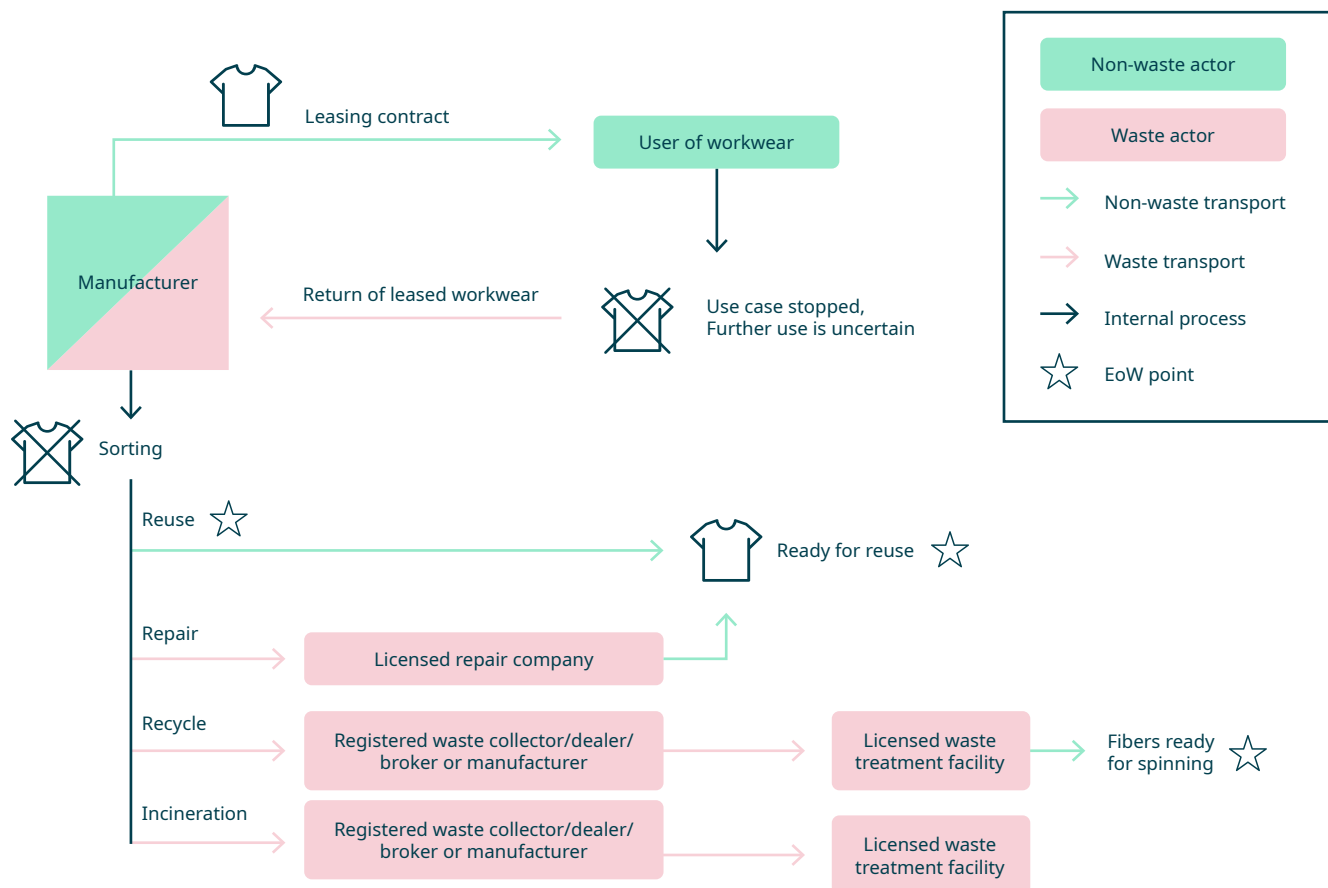 Leasing contract
User of workwear
Manufacturer
Return of leased workwear
Use case stopped,
Further use is uncertain
Sorting
Reuse
Ready for reuse
Repair
Licensed repair company
Recycle
Registered waste collector/dealer/
broker or manufacturer
Licensed waste
treatment facility
Fibers ready
for spinning
Incineration
Registered waste collector/dealer/
broker or manufacturer
Licensed waste
treatment facility
Non-waste actor
Waste actor
Non-waste transport
Waste transport
Internal process
EoW point